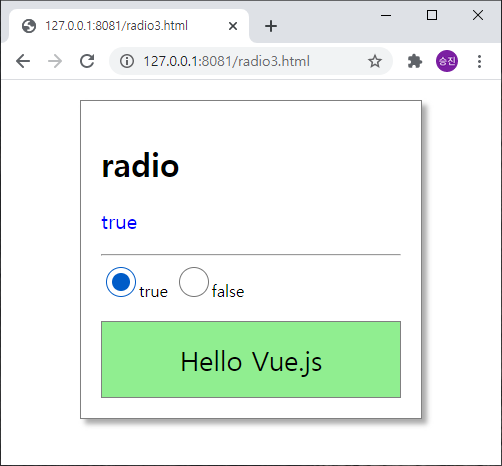 127.0.0.1:8081/radio3.html
127.0.0.1:8081/radio3.html
승진
radio
true
true false
Hello Vue.js